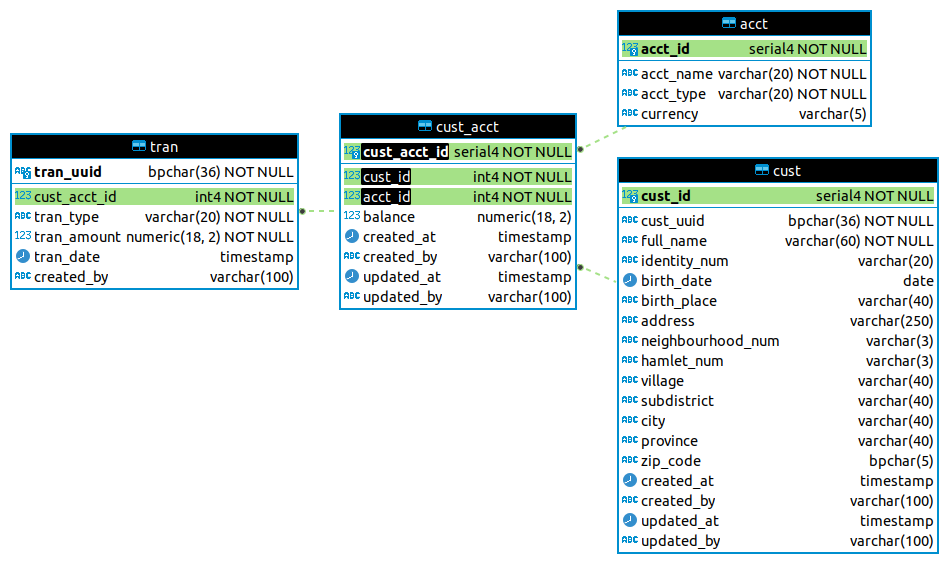 tran
tran_uuid bpchar(36) NOT NULL
cust_acct_id int4 NOT NULL
tran_type varchar(20) NOT NULL
tran_amount numeric(18, 2) NOT NULL
tran_date timestamp
created_by varchar(100)
cust_acct
cust_acct_id serial4 NOT NULL
cust_id int4 NOT NULL
acct_id int4 NOT NULL
balance numeric(18, 2)
created_at timestamp
created_by varchar(100)
updated_at timestamp
updated_by varchar(100)
acct
acct_id serial4 NOT NULL
acct_name varchar(20) NOT NULL
acct_type varchar(20) NOT NULL
currency varchar(5)
cust
cust_id serial4 NOT NULL
cust_uuid bpchar(36) NOT NULL
full_name varchar(60) NOT NULL
identity_num varchar(20)
birth_date date
birth_place varchar(40)
address varchar(250)
neighbourhood_num varchar(3)
hamlet_num varchar(3)
village varchar(40)
subdistrict varchar(40)
city varchar(40)
province varchar(40)
zip_code bpchar(5)
created_at timestamp
created_by varchar(100)
updated_at timestamp
updated_by varchar(100)